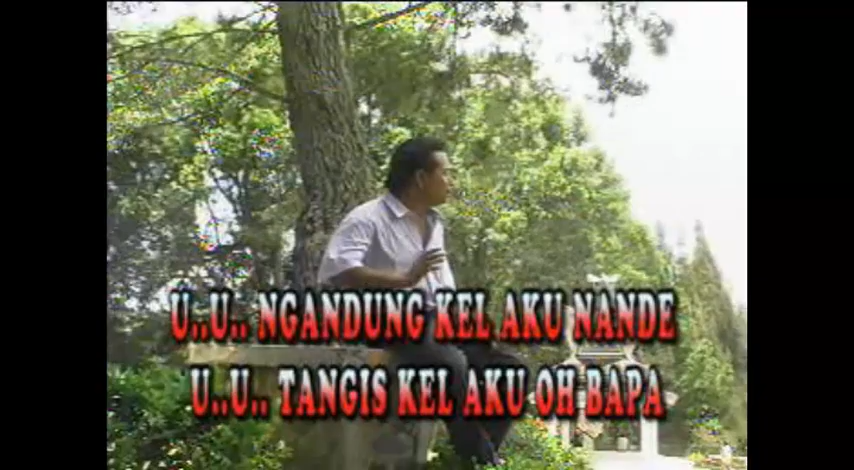 U..U.. NGANDUNG KEL AKU NANDE
U..U.. TANGIS KEL AKU OH BAPA